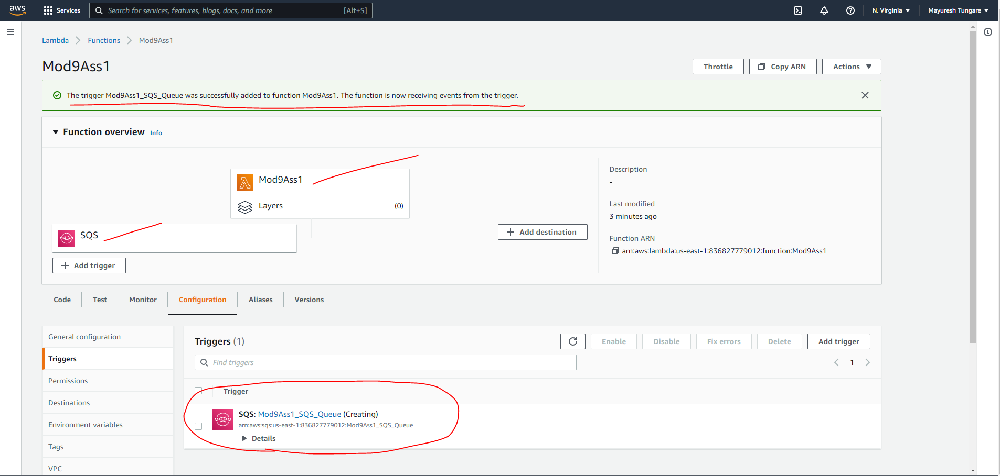 aws Services Search for services, features, blogs, docs, and more [Alt+S] N. Virginia Mayuresh Tungare
Lambda Functions Mod9Ass1
Mod9Ass1
Throttle Copy ARN Actions
The trigger Mod9Ass1_SQS_Queue was successfully added to function Mod9Ass1. The function is now receiving events from the trigger.
Function overview Info
Mod9Ass1
Layers (0)
SQS
Add trigger
Add destination
Description
-
Last modified
3 minutes ago
Function ARN
arn:aws:lambda:us-east-1:836827779012:function:Mod9Ass1
Code Test Monitor Configuration Aliases Versions
General configuration
Triggers
Permissions
Destinations
Environment variables
Tags
VPC
Triggers (1)
Enable Disable Fix errors Delete Add trigger
Find triggers
1
Trigger
SQS: Mod9Ass1_SQS_Queue (Creating)
arn:aws:sqs:us-east-1:836827779012:Mod9Ass1_SQS_Queue
Details